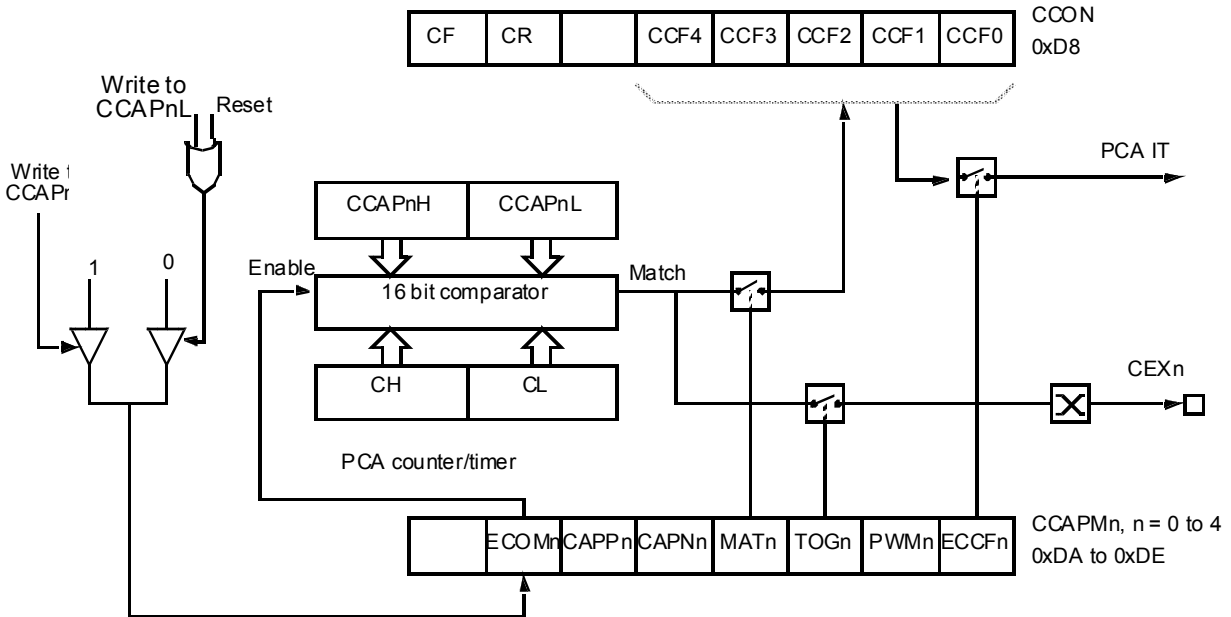 CCON
0xD8
CF CR CCF4 CCF3 CCF2 CCF1 CCF0
Write to
CCAPnL Reset
PCA IT
Write
CCAPnH CCAPnL
1 0
Enable
Match
16 bit comparator
CH CL
CEXn
PCA counter/timer
ECOMn CAPPn CAPNn MATn TOGn PWMn ECCFn
CCAPMn, n = 0 to 4
0xDA to 0xDE